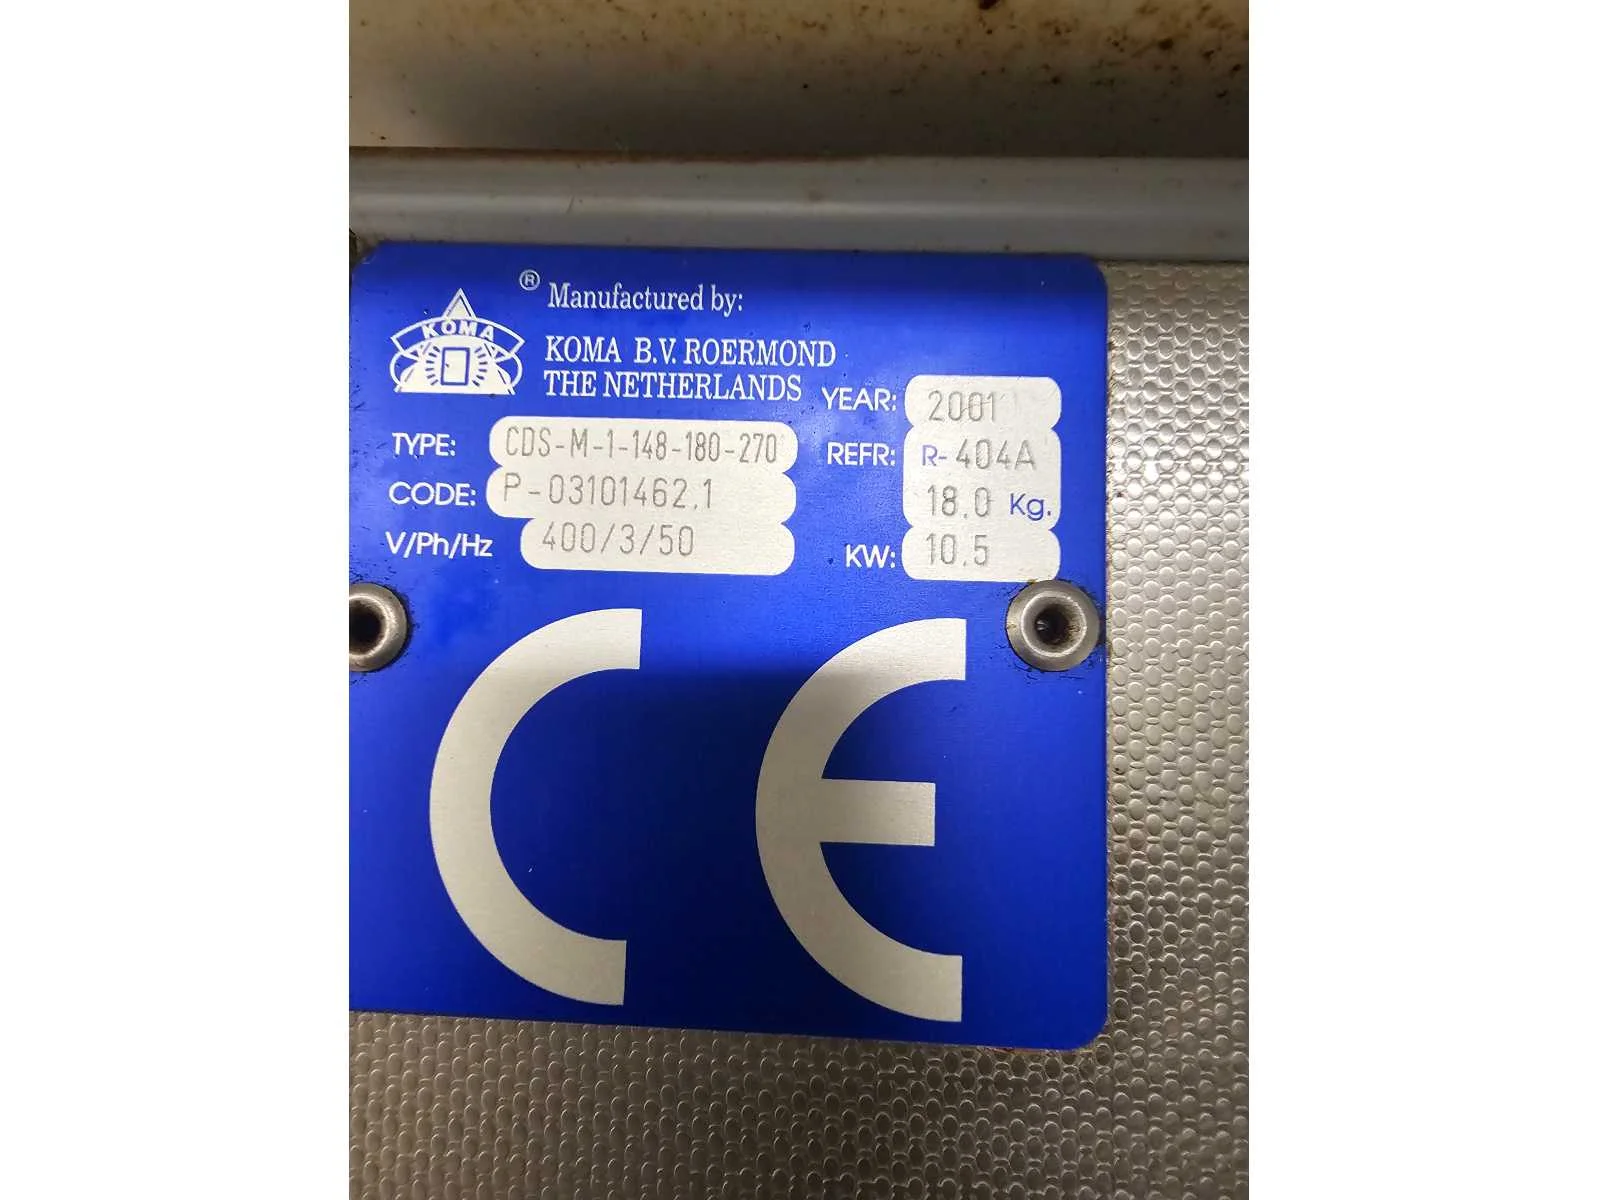 ® Manufactured by:
KOMA
KOMA B.V. ROERMOND
THE NETHERLANDS
YEAR: 2001
TYPE: CDS-M-1-148-180-270
REFR: R-404A
CODE: P-03101462.1
18.0 Kg.
V/Ph/Hz 400/3/50
KW: 10.5
CE